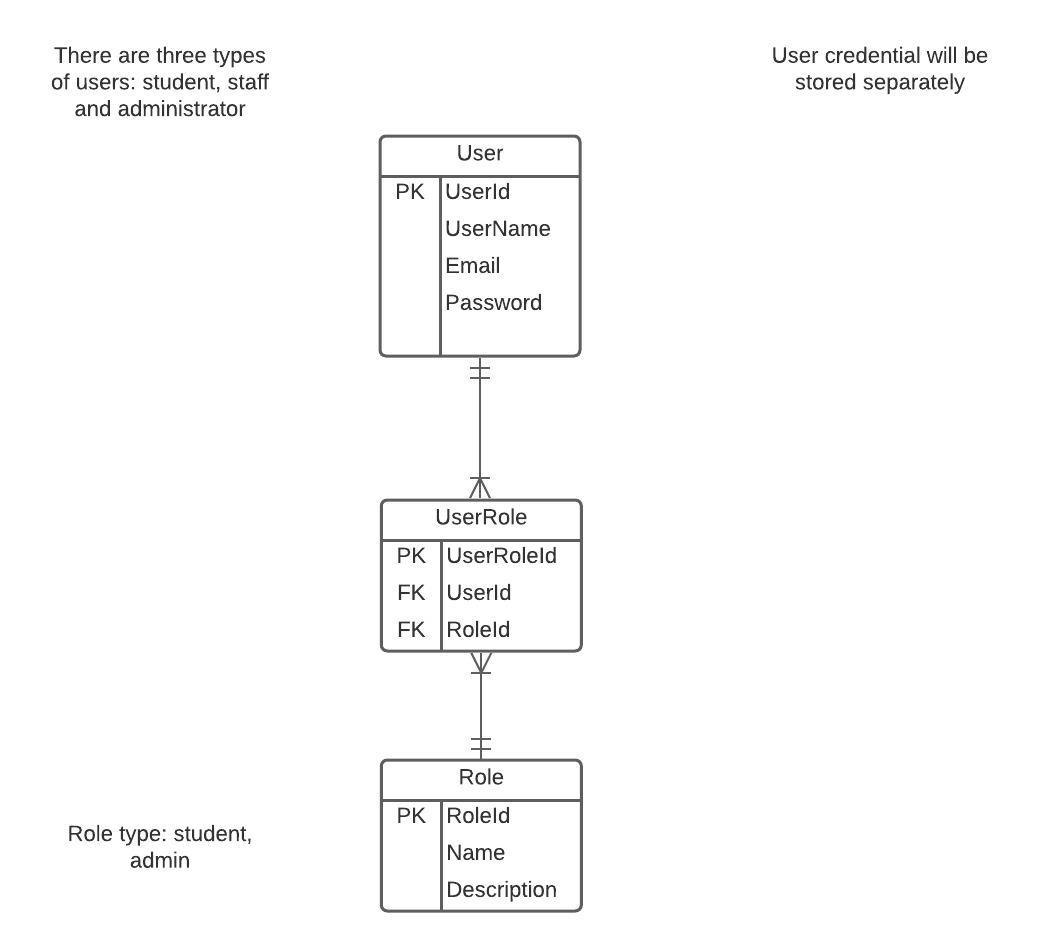 There are three types
of users: student, staff
and administrator
User credential will be
stored separately
User
PK UserId
UserName
Email
Password
UserRole
PK UserRoleId
FK UserId
FK RoleId
Role
PK RoleId
Name
Description
Role type: student,
admin